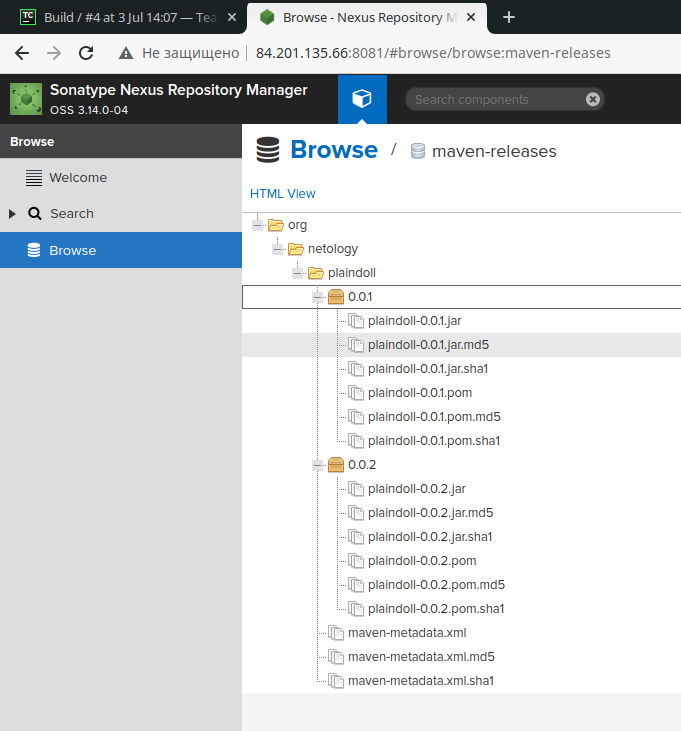 TC Build / #4 at 3 Jul 14:07 — Tea
Browse - Nexus Repository M
Не защищено 84.201.135.66:8081/#browse/browse:maven-releases
Sonatype Nexus Repository Manager
OSS 3.14.0-04
Search components
Browse
Welcome
Search
Browse
Browse / maven-releases
HTML View
org
netology
plaindoll
0.0.1
plaindoll-0.0.1.jar
plaindoll-0.0.1.jar.md5
plaindoll-0.0.1.jar.sha1
plaindoll-0.0.1.pom
plaindoll-0.0.1.pom.md5
plaindoll-0.0.1.pom.sha1
0.0.2
plaindoll-0.0.2.jar
plaindoll-0.0.2.jar.md5
plaindoll-0.0.2.jar.sha1
plaindoll-0.0.2.pom
plaindoll-0.0.2.pom.md5
plaindoll-0.0.2.pom.sha1
maven-metadata.xml
maven-metadata.xml.md5
maven-metadata.xml.sha1